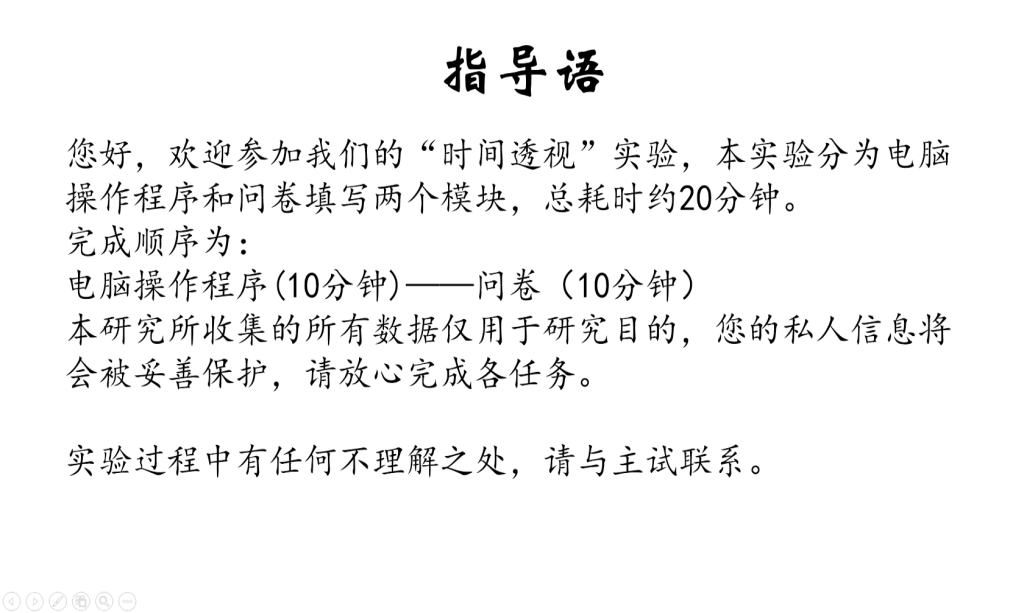 指导语
您好，欢迎参加我们的“时间透视”实验，本实验分为电脑
操作程序和问卷填写两个模块，总耗时约20分钟。
完成顺序为：
电脑操作程序(10分钟)——问卷（10分钟）
本研究所收集的所有数据仅用于研究目的，您的私人信息将
会被妥善保护，请放心完成各任务。
实验过程中有任何不理解之处，请与主试联系。